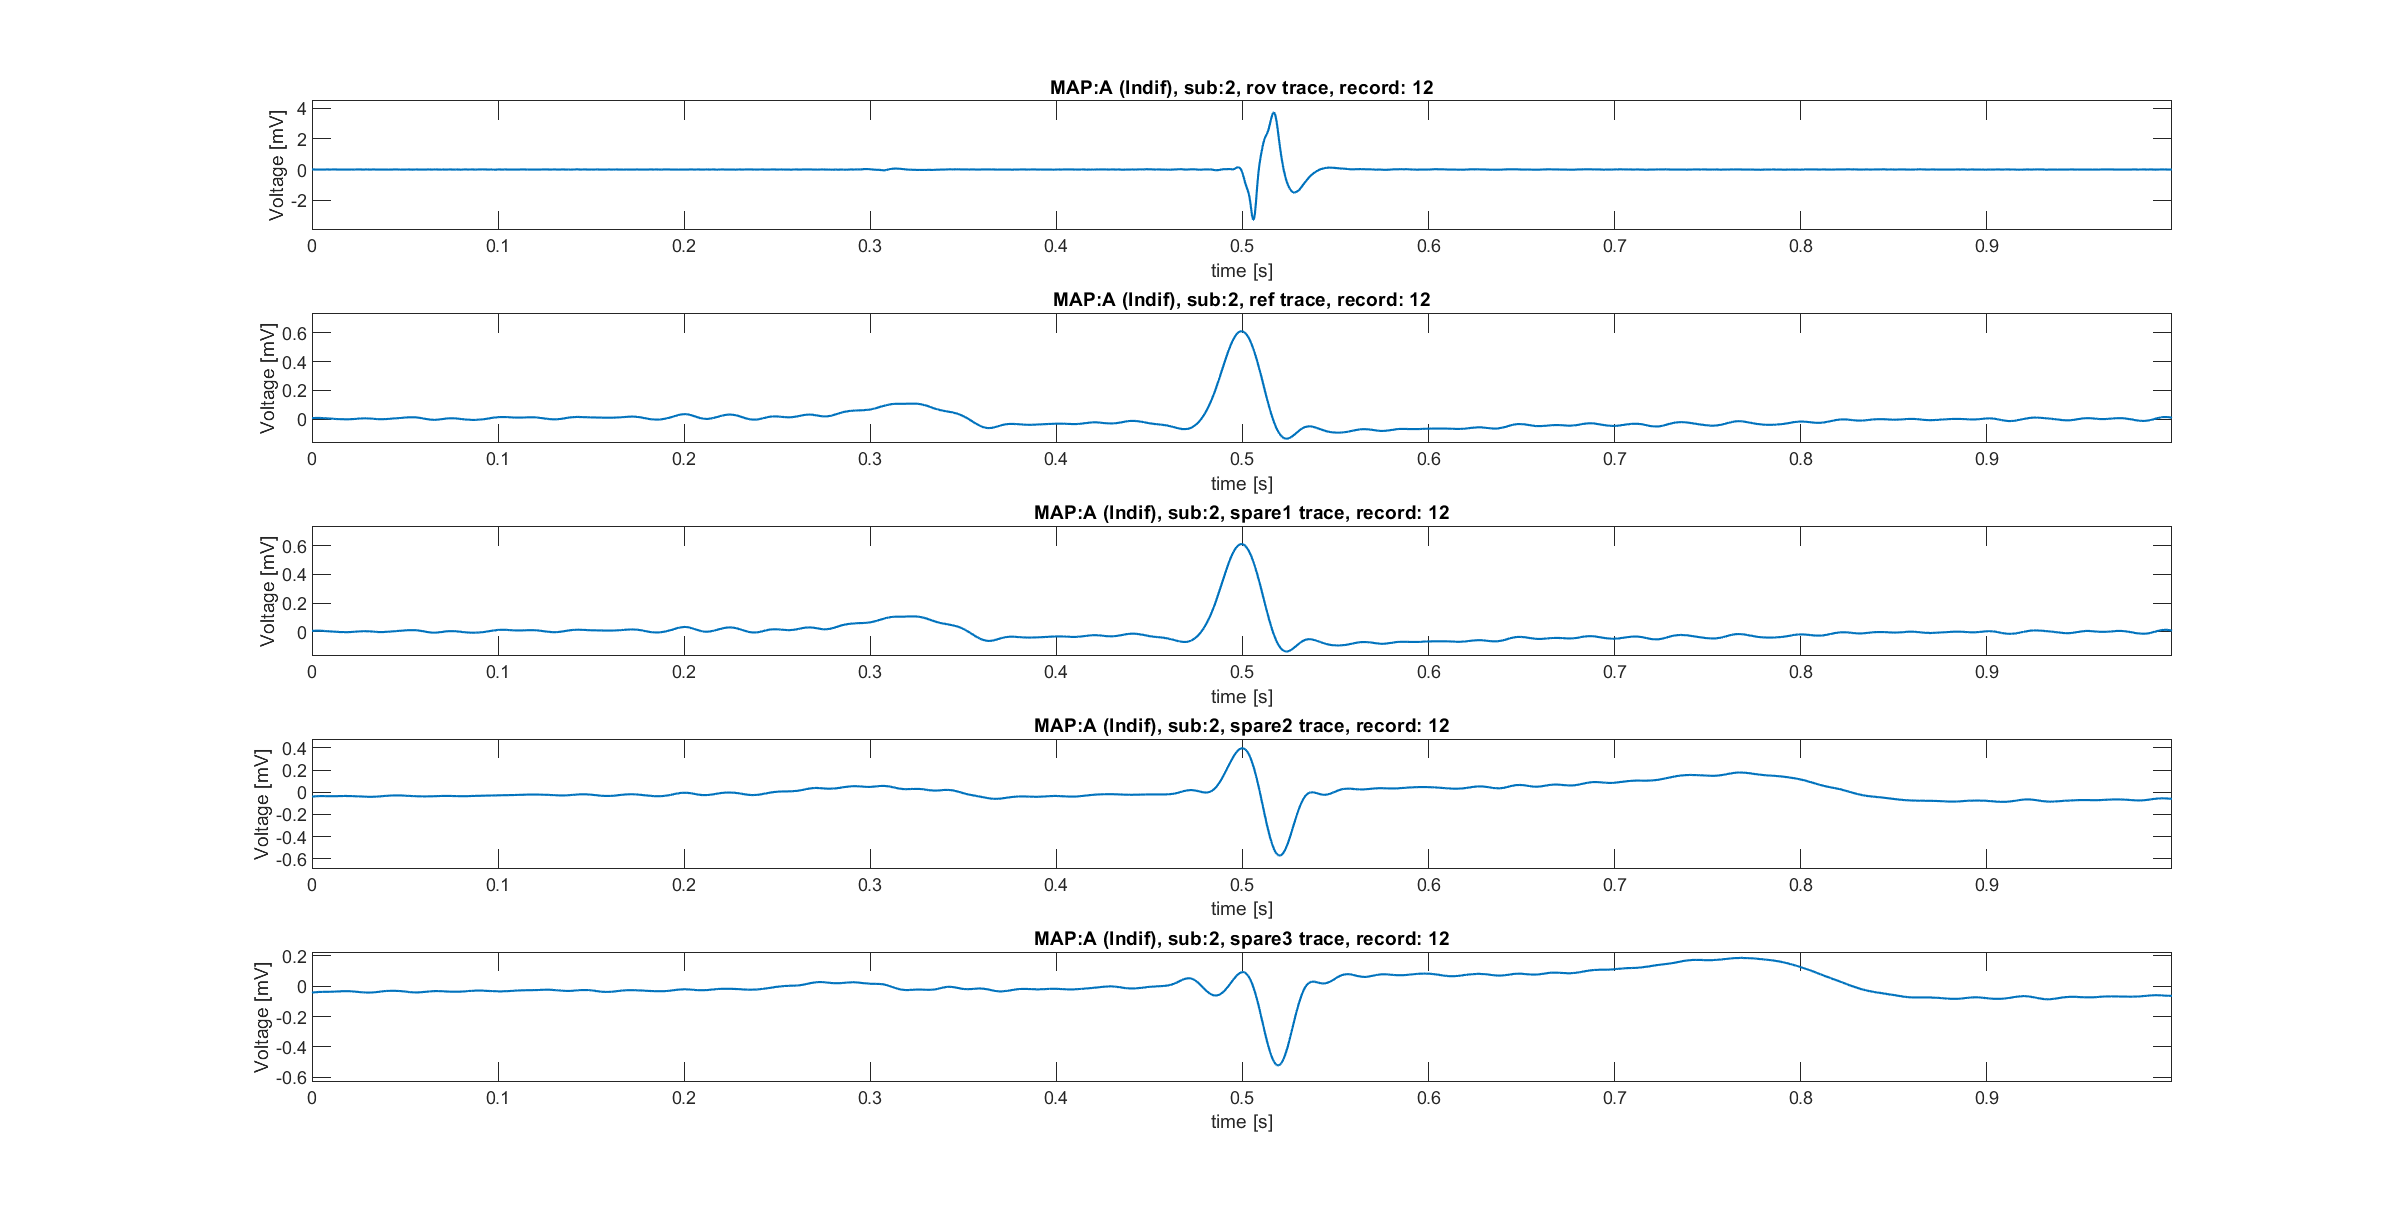 MAP:A (Indif), sub:2, rov trace, record: 12
Voltage [mV]
4
2
0
-2
0 0.1 0.2 0.3 0.4 0.5 0.6 0.7 0.8 0.9
time [s]
MAP:A (Indif), sub:2, ref trace, record: 12
Voltage [mV]
0.6
0.4
0.2
0
0 0.1 0.2 0.3 0.4 0.5 0.6 0.7 0.8 0.9
time [s]
MAP:A (Indif), sub:2, spare1 trace, record: 12
Voltage [mV]
0.6
0.4
0.2
0
0 0.1 0.2 0.3 0.4 0.5 0.6 0.7 0.8 0.9
time [s]
MAP:A (Indif), sub:2, spare2 trace, record: 12
Voltage [mV]
0.4
0.2
0
-0.2
-0.4
-0.6
0 0.1 0.2 0.3 0.4 0.5 0.6 0.7 0.8 0.9
time [s]
MAP:A (Indif), sub:2, spare3 trace, record: 12
Voltage [mV]
0.2
0
-0.2
-0.4
-0.6
0 0.1 0.2 0.3 0.4 0.5 0.6 0.7 0.8 0.9
time [s]